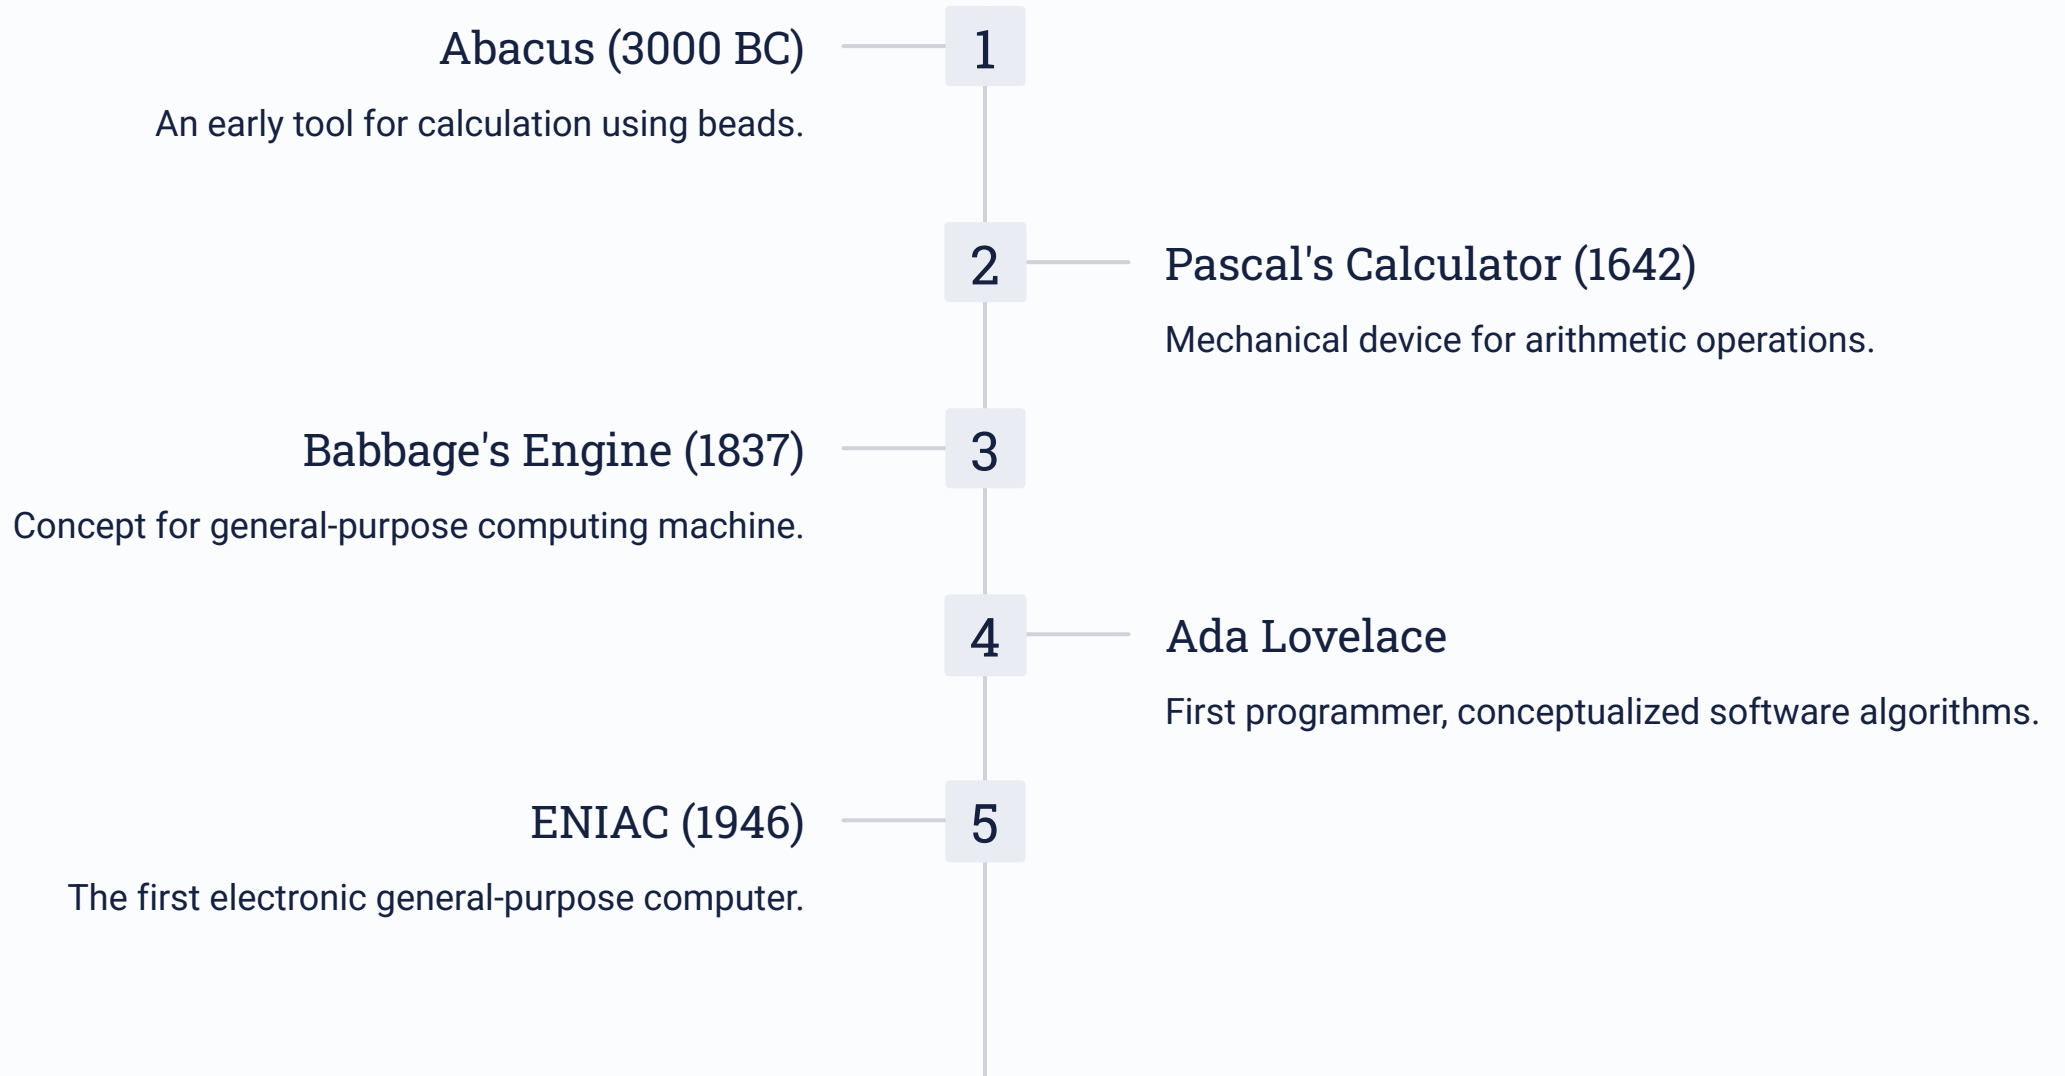 1
Abacus (3000 BC)
An early tool for calculation using beads.
2
Pascal's Calculator (1642)
Mechanical device for arithmetic operations.
3
Babbage's Engine (1837)
Concept for general-purpose computing machine.
4
Ada Lovelace
First programmer, conceptualized software algorithms.
5
ENIAC (1946)
The first electronic general-purpose computer.